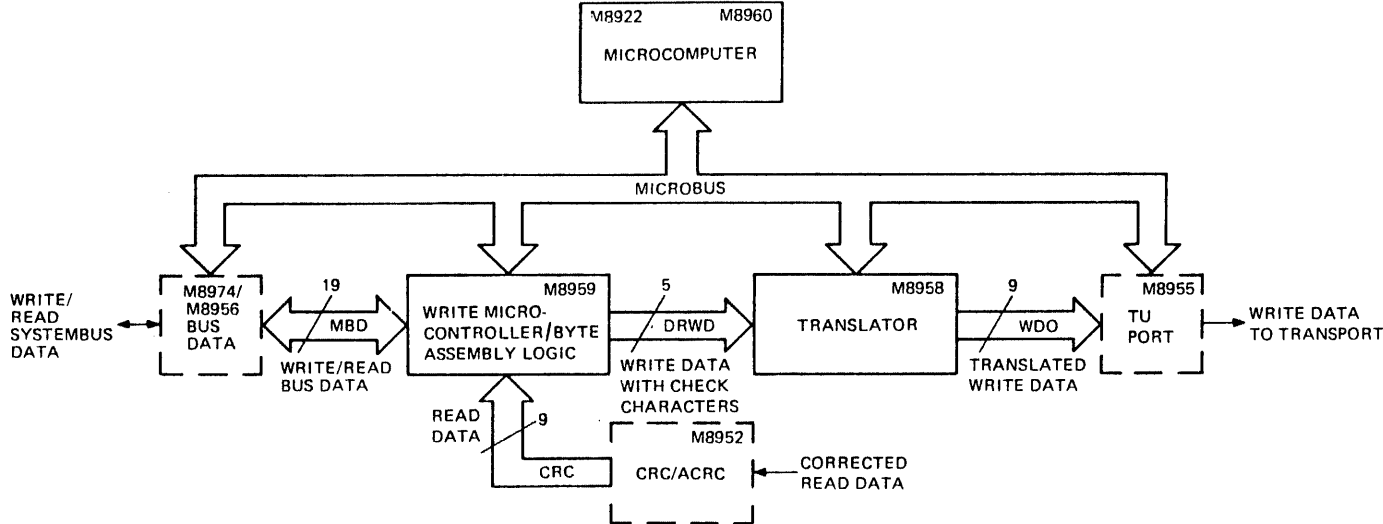 M8922 M8960
MICROCOMPUTER
MICROBUS
M8974/
M8956
BUS
DATA
WRITE/
READ
SYSTEMBUS
DATA
19
MBD
WRITE/READ
BUS DATA
M8959
WRITE MICRO-
CONTROLLER/BYTE
ASSEMBLY LOGIC
5
DRWD
WRITE DATA
WITH CHECK
CHARACTERS
M8958
TRANSLATOR
9
WDO
TRANSLATED
WRITE DATA
M8955
TU
PORT
WRITE DATA
TO TRANSPORT
READ
DATA
9
CRC
M8952
CRC/ACRC
CORRECTED
READ DATA